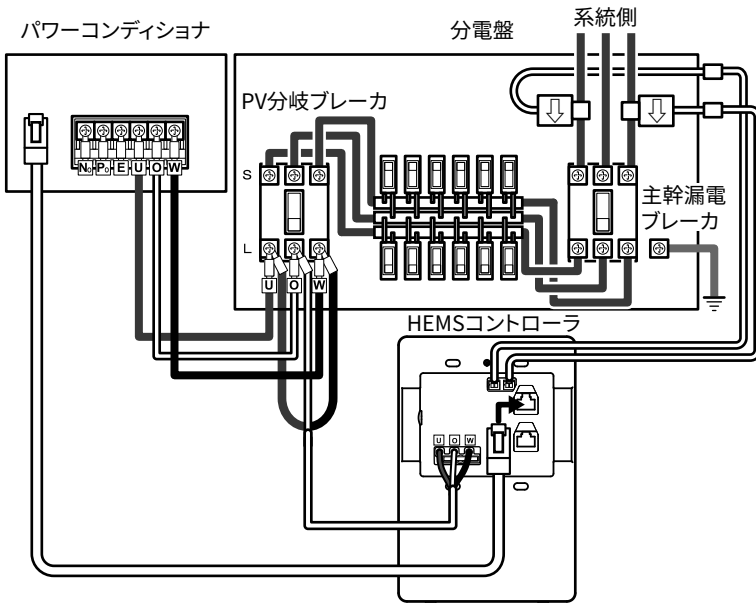 パワーコンディショナ
分電盤
系統側
PV分岐ブレーカ
N₀ P₀ E U O W
S
L
主幹漏電
ブレーカ
U O W
HEMSコントローラ
U O W